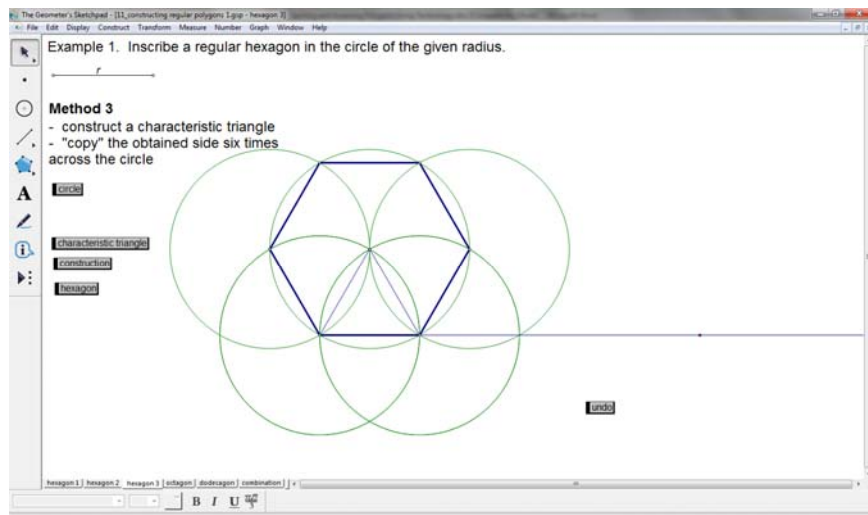 The Geometer's Sketchpad - [11_constructing regular polygons 1.gsp - hexagon 3]
File Edit Display Construct Transform Measure Number Graph Window Help
Example 1. Inscribe a regular hexagon in the circle of the given radius.
r
Method 3
- construct a characteristic triangle
- "copy" the obtained side six times
across the circle
circle
characteristic triangle
construction
hexagon
undo
A
hexagon 1 hexagon 2 hexagon 3 octagon dodecagon combination
B I U